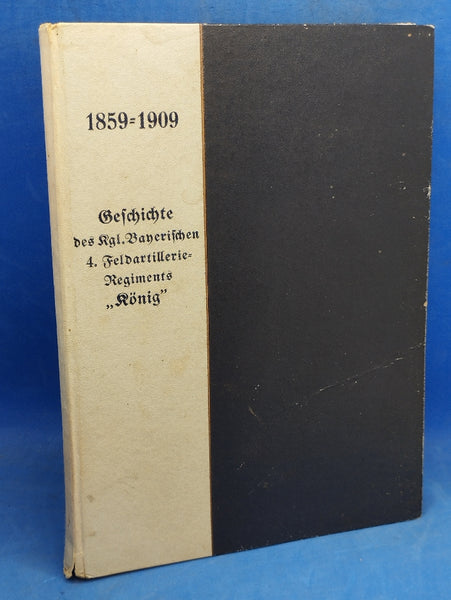 1859=1909
Geschichte
des Kgl. Bayerischen
4. Feldartillerie=
Regiments
„König"